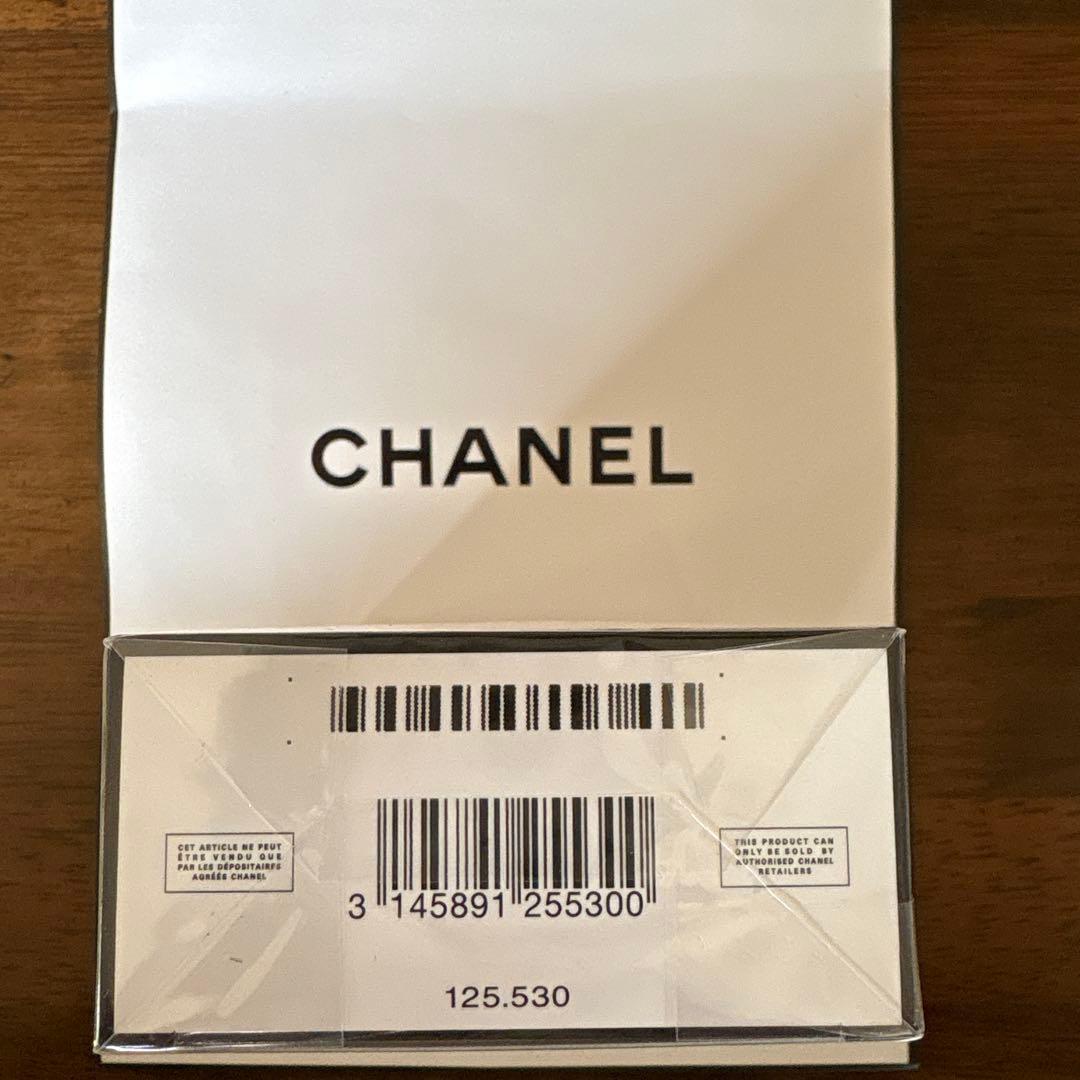 CHANEL
CET ARTICLE NE PEUT
ÊTRE VENDU QUE
PAR LES DÉPOSITAIRES
AGRÉÉS CHANEL
THIS PRODUCT CAN
ONLY BE SOLD BY
AUTHORISED CHANEL
RETAILERS
3 145891 255300
125.530